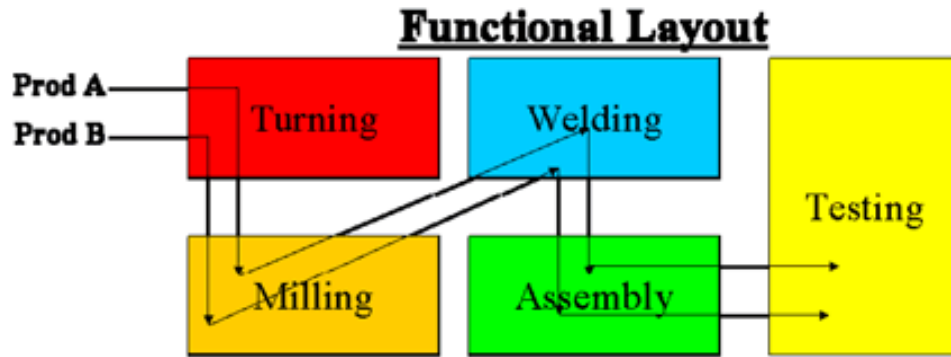 Functional Layout
Prod A
Turning
Welding
Prod B
Testing
Milling
Assembly